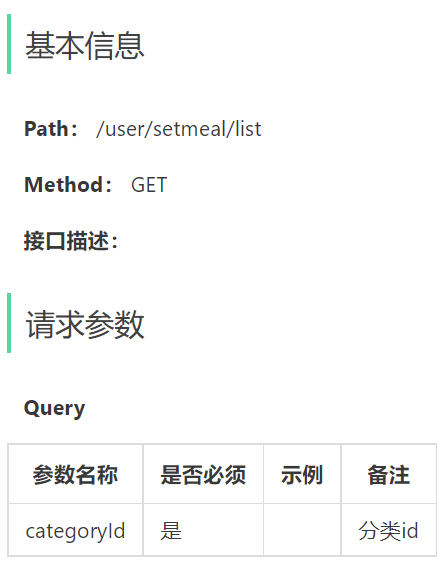 基本信息
Path： /user/setmeal/list
Method： GET
接口描述：
请求参数
Query
参数名称 是否必须 示例 备注
categoryId 是 分类id